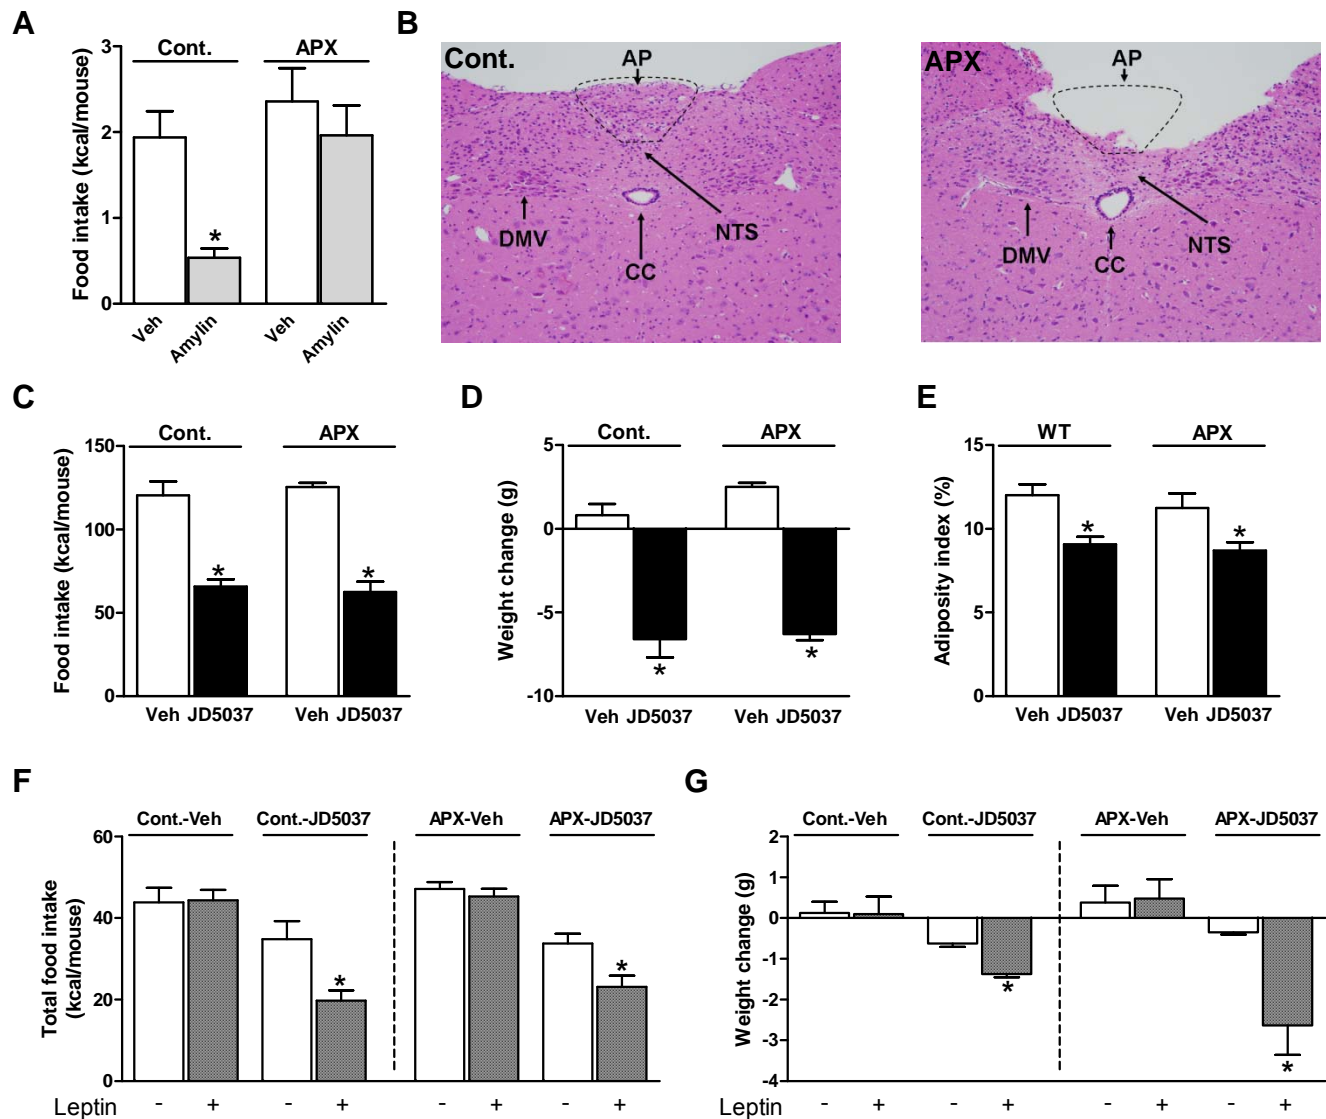 A
Food intake (kcal/mouse)
3
2
1
0
Cont.
APX
*
Veh
Amylin
Veh
Amylin
B
Cont.
AP
DMV
CC
NTS
APX
AP
DMV
CC
NTS
C
Food intake (kcal/mouse)
150
100
50
0
Cont.
APX
*
*
Veh JD5037
Veh JD5037
D
Weight change (g)
5
0
-5
-10
Cont.
APX
*
*
Veh JD5037
Veh JD5037
E
Adiposity index (%)
15
10
5
0
WT
APX
*
*
Veh JD5037
Veh JD5037
F
Total food intake
(kcal/mouse)
60
40
20
0
Cont.-Veh
Cont.-JD5037
APX-Veh
APX-JD5037
*
*
Leptin - + - + - + - +
G
Weight change (g)
2
1
0
-1
-2
-3
-4
Cont.-Veh
Cont.-JD5037
APX-Veh
APX-JD5037
*
*
- + - + - + - +